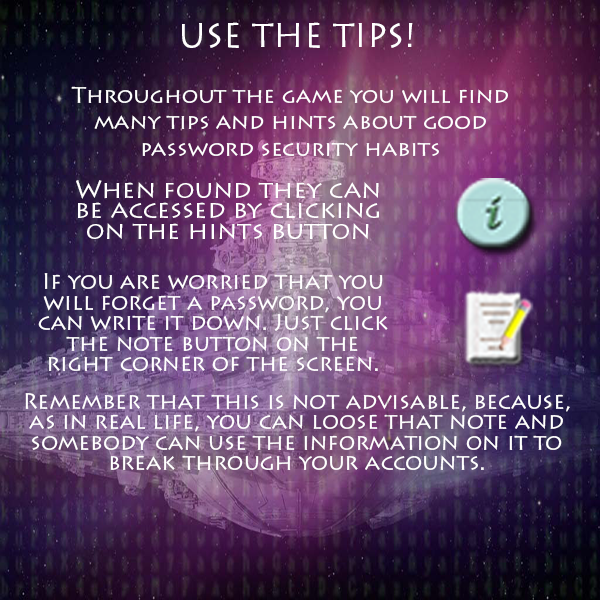 USE THE TIPS!
THROUGHOUT THE GAME YOU WILL FIND
MANY TIPS AND HINTS ABOUT GOOD
PASSWORD SECURITY HABITS
WHEN FOUND THEY CAN
BE ACCESSED BY CLICKING
ON THE HINTS BUTTON
i
IF YOU ARE WORRIED THAT YOU
WILL FORGET A PASSWORD, YOU
CAN WRITE IT DOWN. JUST CLICK
THE NOTE BUTTON ON THE
RIGHT CORNER OF THE SCREEN.
REMEMBER THAT THIS IS NOT ADVISABLE, BECAUSE,
AS IN REAL LIFE, YOU CAN LOOSE THAT NOTE AND
SOMEBODY CAN USE THE INFORMATION ON IT TO
BREAK THROUGH YOUR ACCOUNTS.